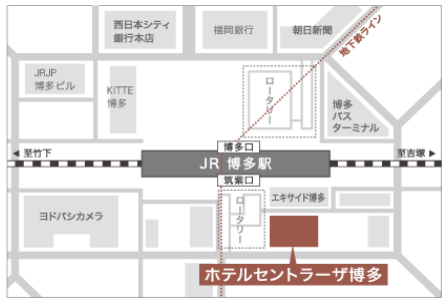 西日本シティ
銀行本店
福岡銀行
朝日新聞
地下鉄ライン
JRJP
博多ビル
KITTE
博多
ロータリー
博多
バス
ターミナル
博多口
◀ 至竹下
JR 博多駅
至吉塚 ▶
筑紫口
エキサイド博多
ロータリー
ヨドバシカメラ
ホテルセントラーザ博多